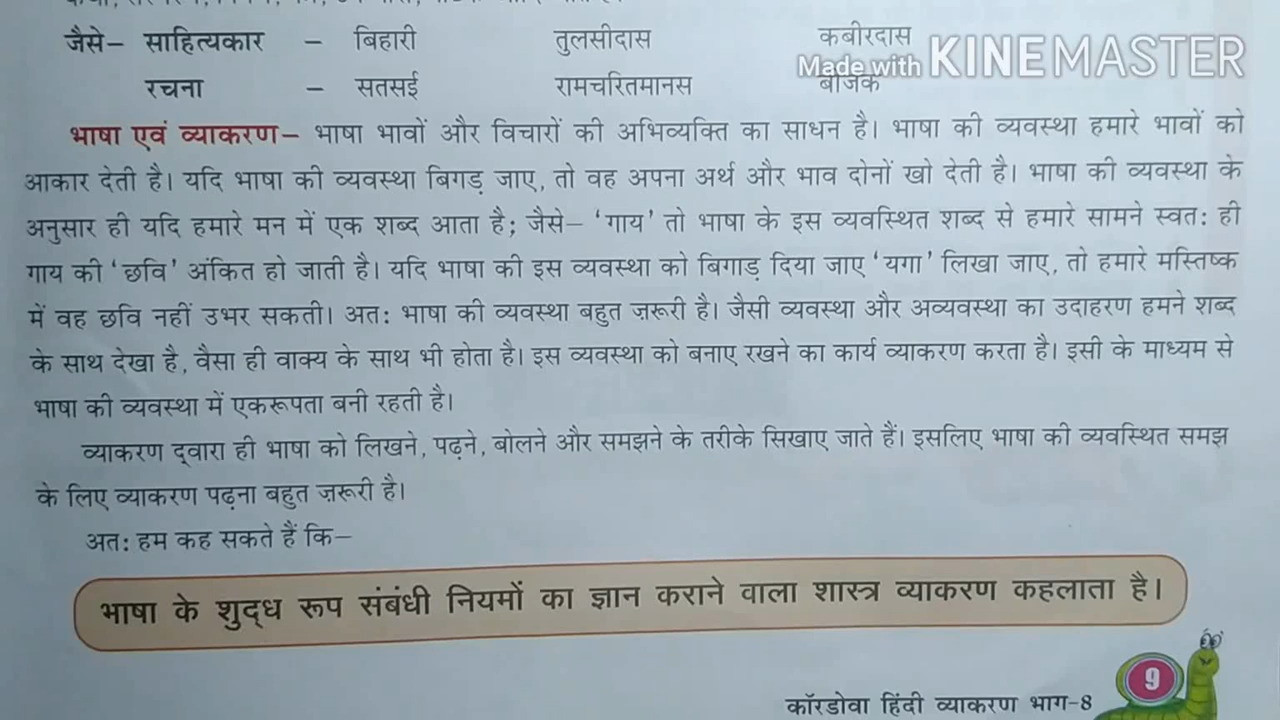 जैसे– साहित्यकार – बिहारी तुलसीदास कबीरदास
Made with KINEMASTER
रचना – सतसई रामचरितमानस बीजक
भाषा एवं व्याकरण– भाषा भावों और विचारों की अभिव्यक्ति का साधन है। भाषा की व्यवस्था हमारे भावों को
आकार देती है। यदि भाषा की व्यवस्था बिगड़ जाए, तो वह अपना अर्थ और भाव दोनों खो देती है। भाषा की व्यवस्था के
अनुसार ही यदि हमारे मन में एक शब्द आता है; जैसे– ‘गाय’ तो भाषा के इस व्यवस्थित शब्द से हमारे सामने स्वत: ही
गाय की ‘छवि’ अंकित हो जाती है। यदि भाषा की इस व्यवस्था को बिगाड़ दिया जाए ‘यगा’ लिखा जाए, तो हमारे मस्तिष्क
में वह छवि नहीं उभर सकती। अत: भाषा की व्यवस्था बहुत ज़रूरी है। जैसी व्यवस्था और अव्यवस्था का उदाहरण हमने शब्द
के साथ देखा है, वैसा ही वाक्य के साथ भी होता है। इस व्यवस्था को बनाए रखने का कार्य व्याकरण करता है। इसी के माध्यम से
भाषा की व्यवस्था में एकरूपता बनी रहती है।
व्याकरण द्वारा ही भाषा को लिखने, पढ़ने, बोलने और समझने के तरीके सिखाए जाते हैं। इसलिए भाषा की व्यवस्थित समझ
के लिए व्याकरण पढ़ना बहुत ज़रूरी है।
अत: हम कह सकते हैं कि–
भाषा के शुद्ध रूप संबंधी नियमों का ज्ञान कराने वाला शास्त्र व्याकरण कहलाता है।
9
कॉरडोवा हिंदी व्याकरण भाग-8